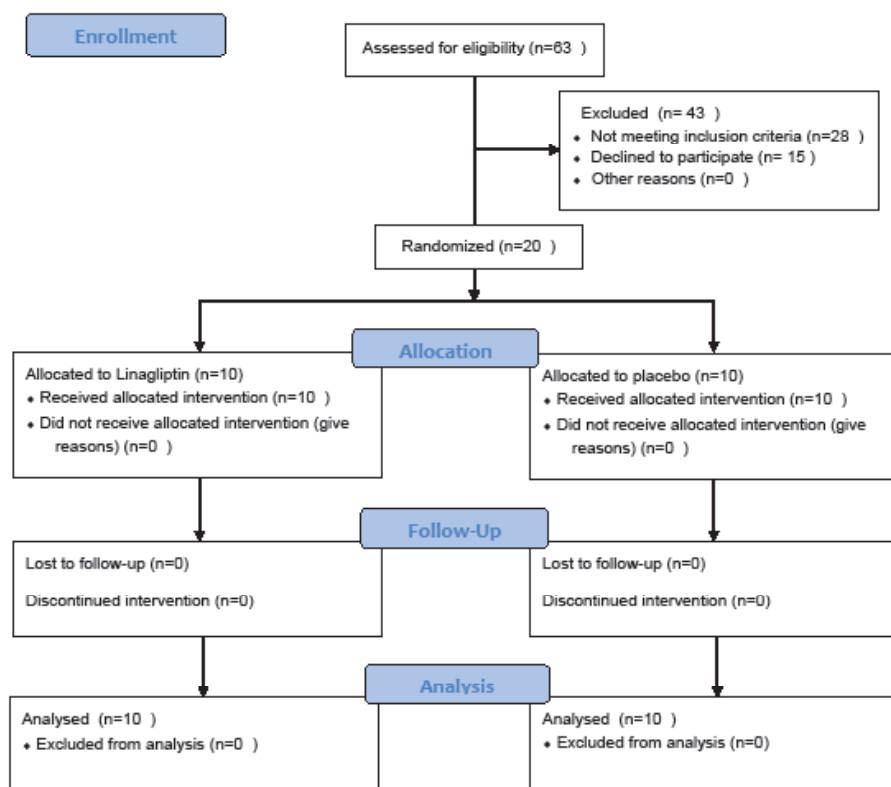 Enrollment
Assessed for eligibility (n=63 )
Excluded (n= 43 )
⬥ Not meeting inclusion criteria (n=28 )
⬥ Declined to participate (n= 15 )
⬥ Other reasons (n=0 )
Randomized (n=20 )
Allocation
Allocated to Linagliptin (n=10)
⬥ Received allocated intervention (n=10 )
⬥ Did not receive allocated intervention (give
reasons) (n=0 )
Allocated to placebo (n=10)
⬥ Received allocated intervention (n=10 )
⬥ Did not receive allocated intervention (give
reasons) (n=0 )
Follow-Up
Lost to follow-up (n=0)
Discontinued intervention (n=0)
Lost to follow-up (n=0)
Discontinued intervention (n=0)
Analysis
Analysed (n=10 )
⬥ Excluded from analysis (n=0 )
Analysed (n=10 )
⬥ Excluded from analysis (n=0)